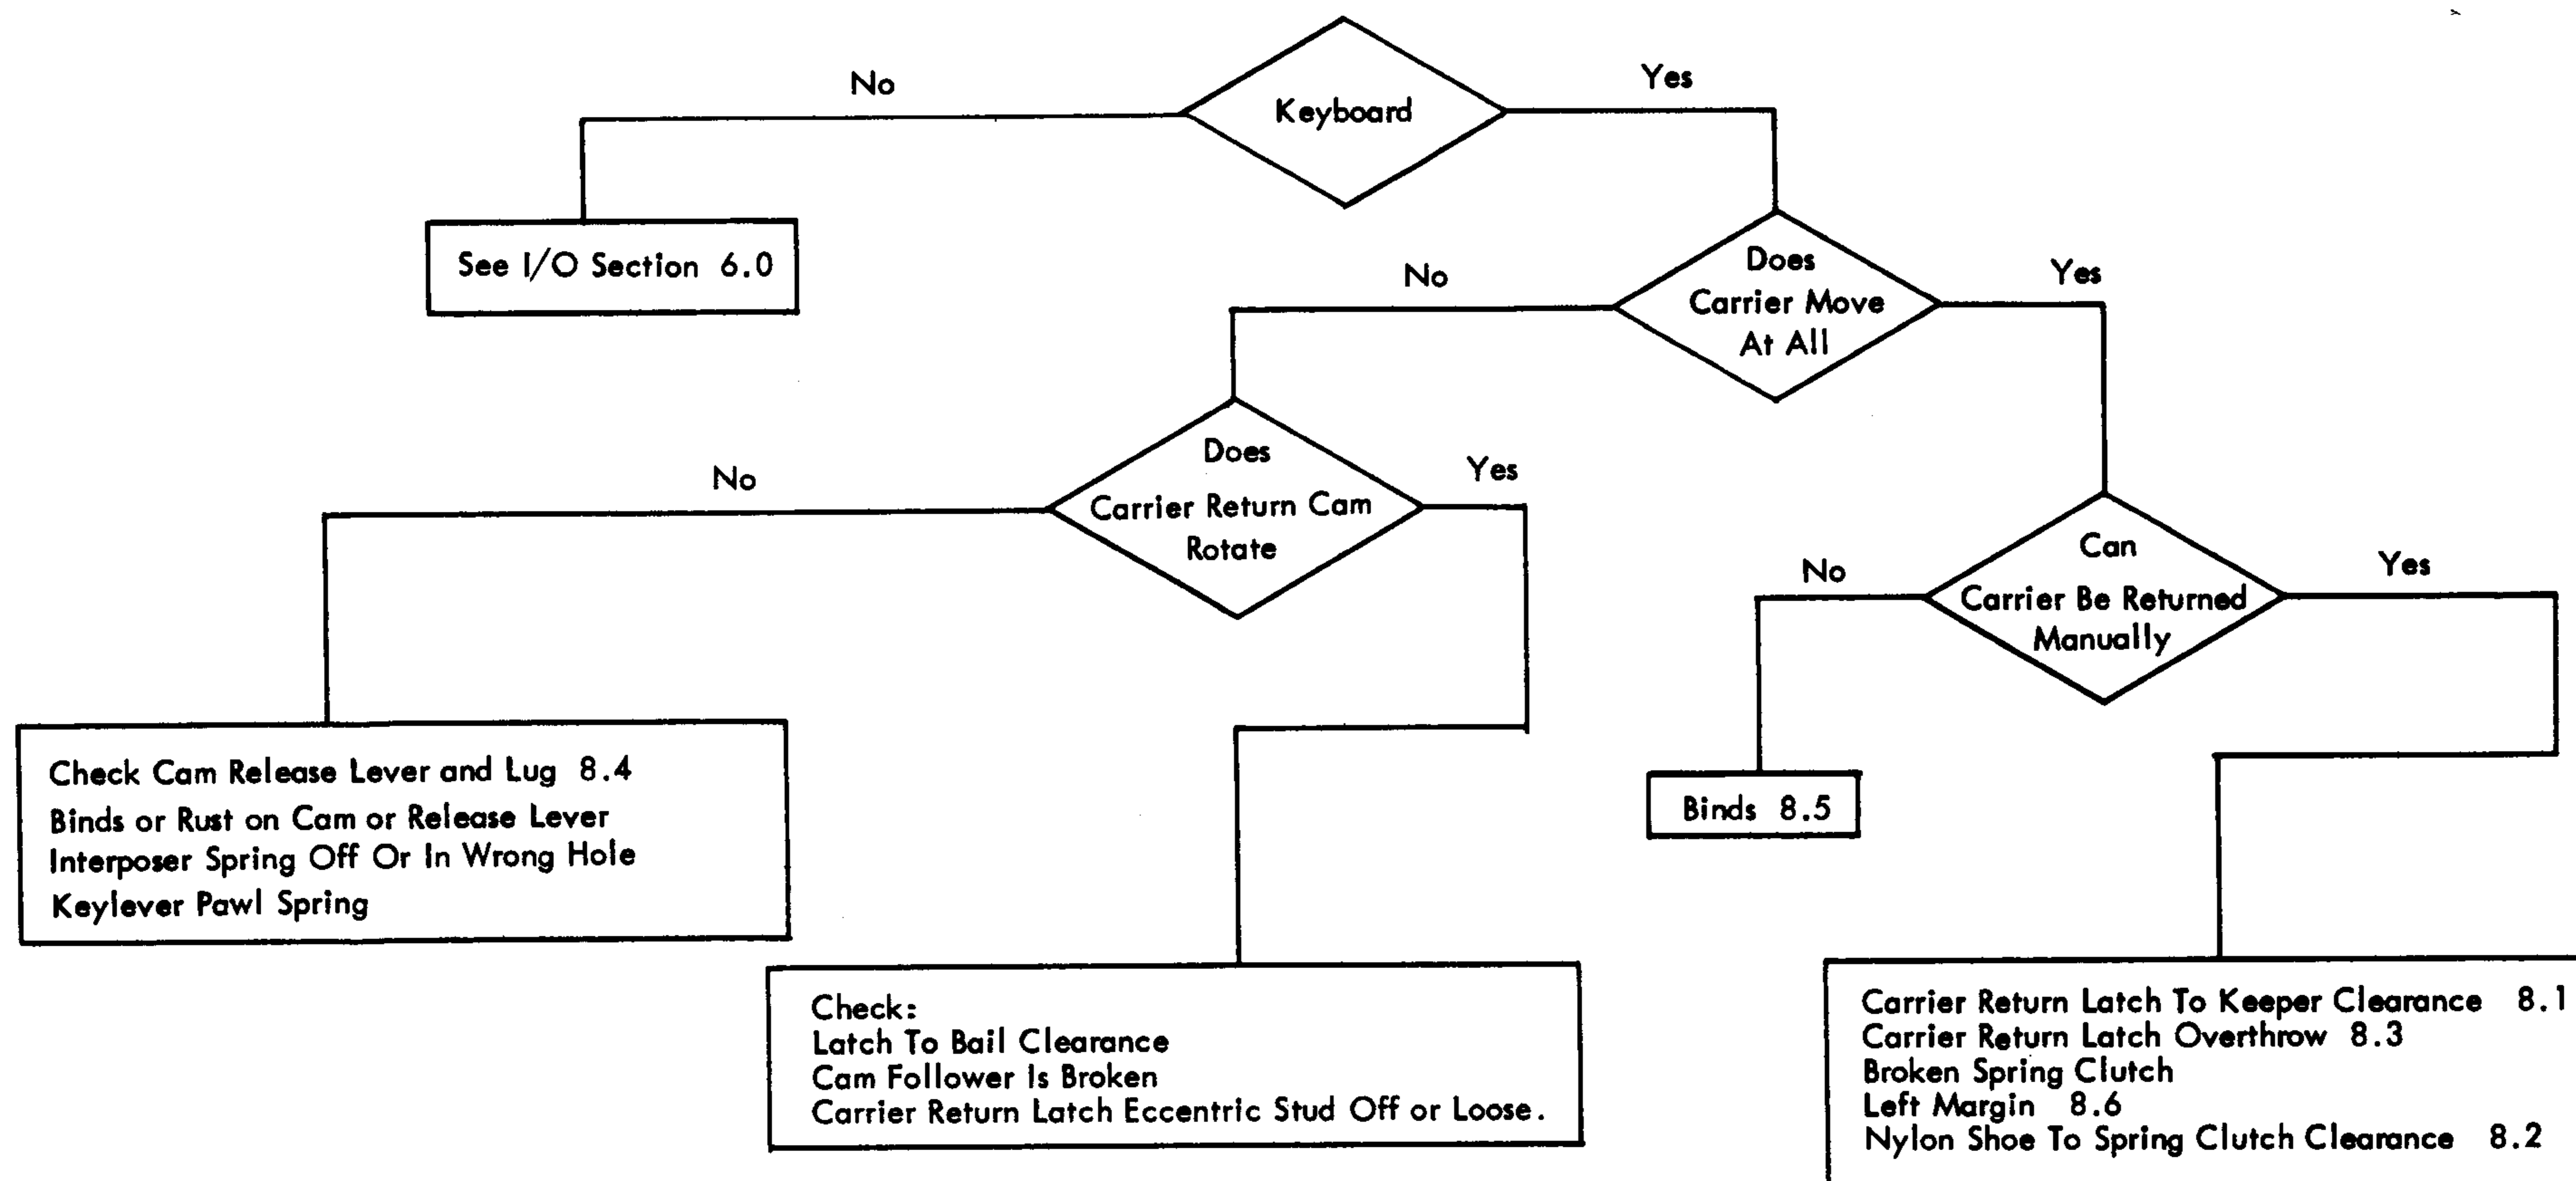 Keyboard
No
Yes
See I/O Section 6.0
Does
Carrier Move
At All
No
Yes
Does
Carrier Return Cam
Rotate
No
Yes
Can
Carrier Be Returned
Manually
No
Yes
Check Cam Release Lever and Lug 8.4
Binds or Rust on Cam or Release Lever
Interposer Spring Off Or In Wrong Hole
Keylever Pawl Spring
Binds 8.5
Check:
Latch To Bail Clearance
Cam Follower Is Broken
Carrier Return Latch Eccentric Stud Off or Loose.
Carrier Return Latch To Keeper Clearance 8.1
Carrier Return Latch Overthrow 8.3
Broken Spring Clutch
Left Margin 8.6
Nylon Shoe To Spring Clutch Clearance 8.2